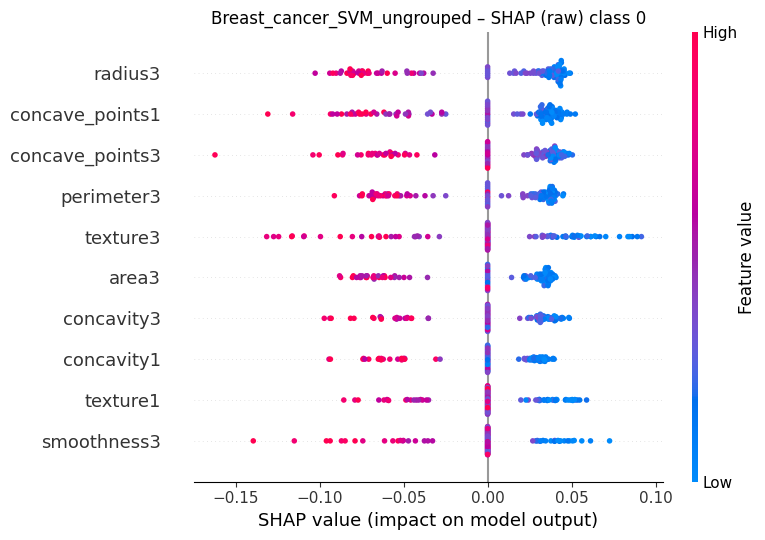 Breast_cancer_SVM_ungrouped – SHAP (raw) class 0
High
radius3
concave_points1
concave_points3
perimeter3
texture3
area3
concavity3
concavity1
texture1
smoothness3
Feature value
Low
−0.15 −0.10 −0.05 0.00 0.05 0.10
SHAP value (impact on model output)